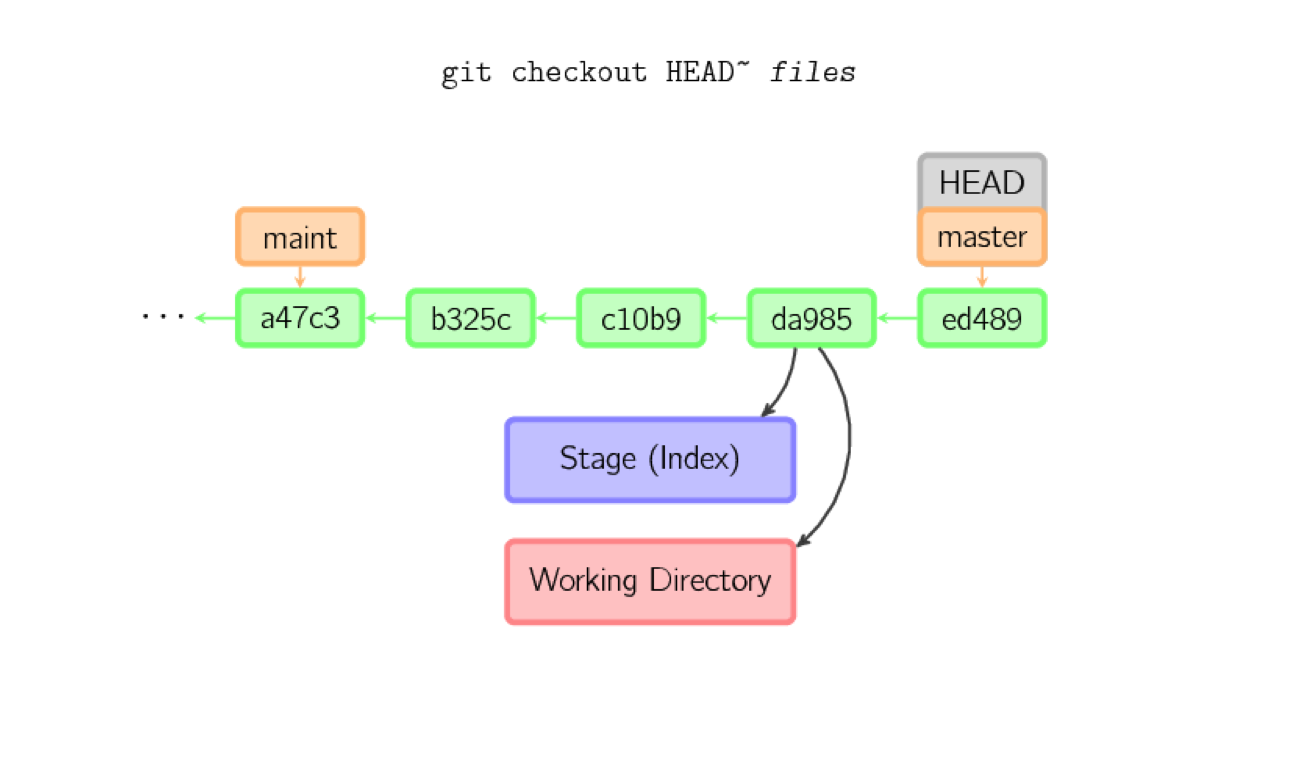 git checkout HEAD~ files
HEAD
maint
master
... 
a47c3
b325c
c10b9
da985
ed489
Stage (Index)
Working Directory